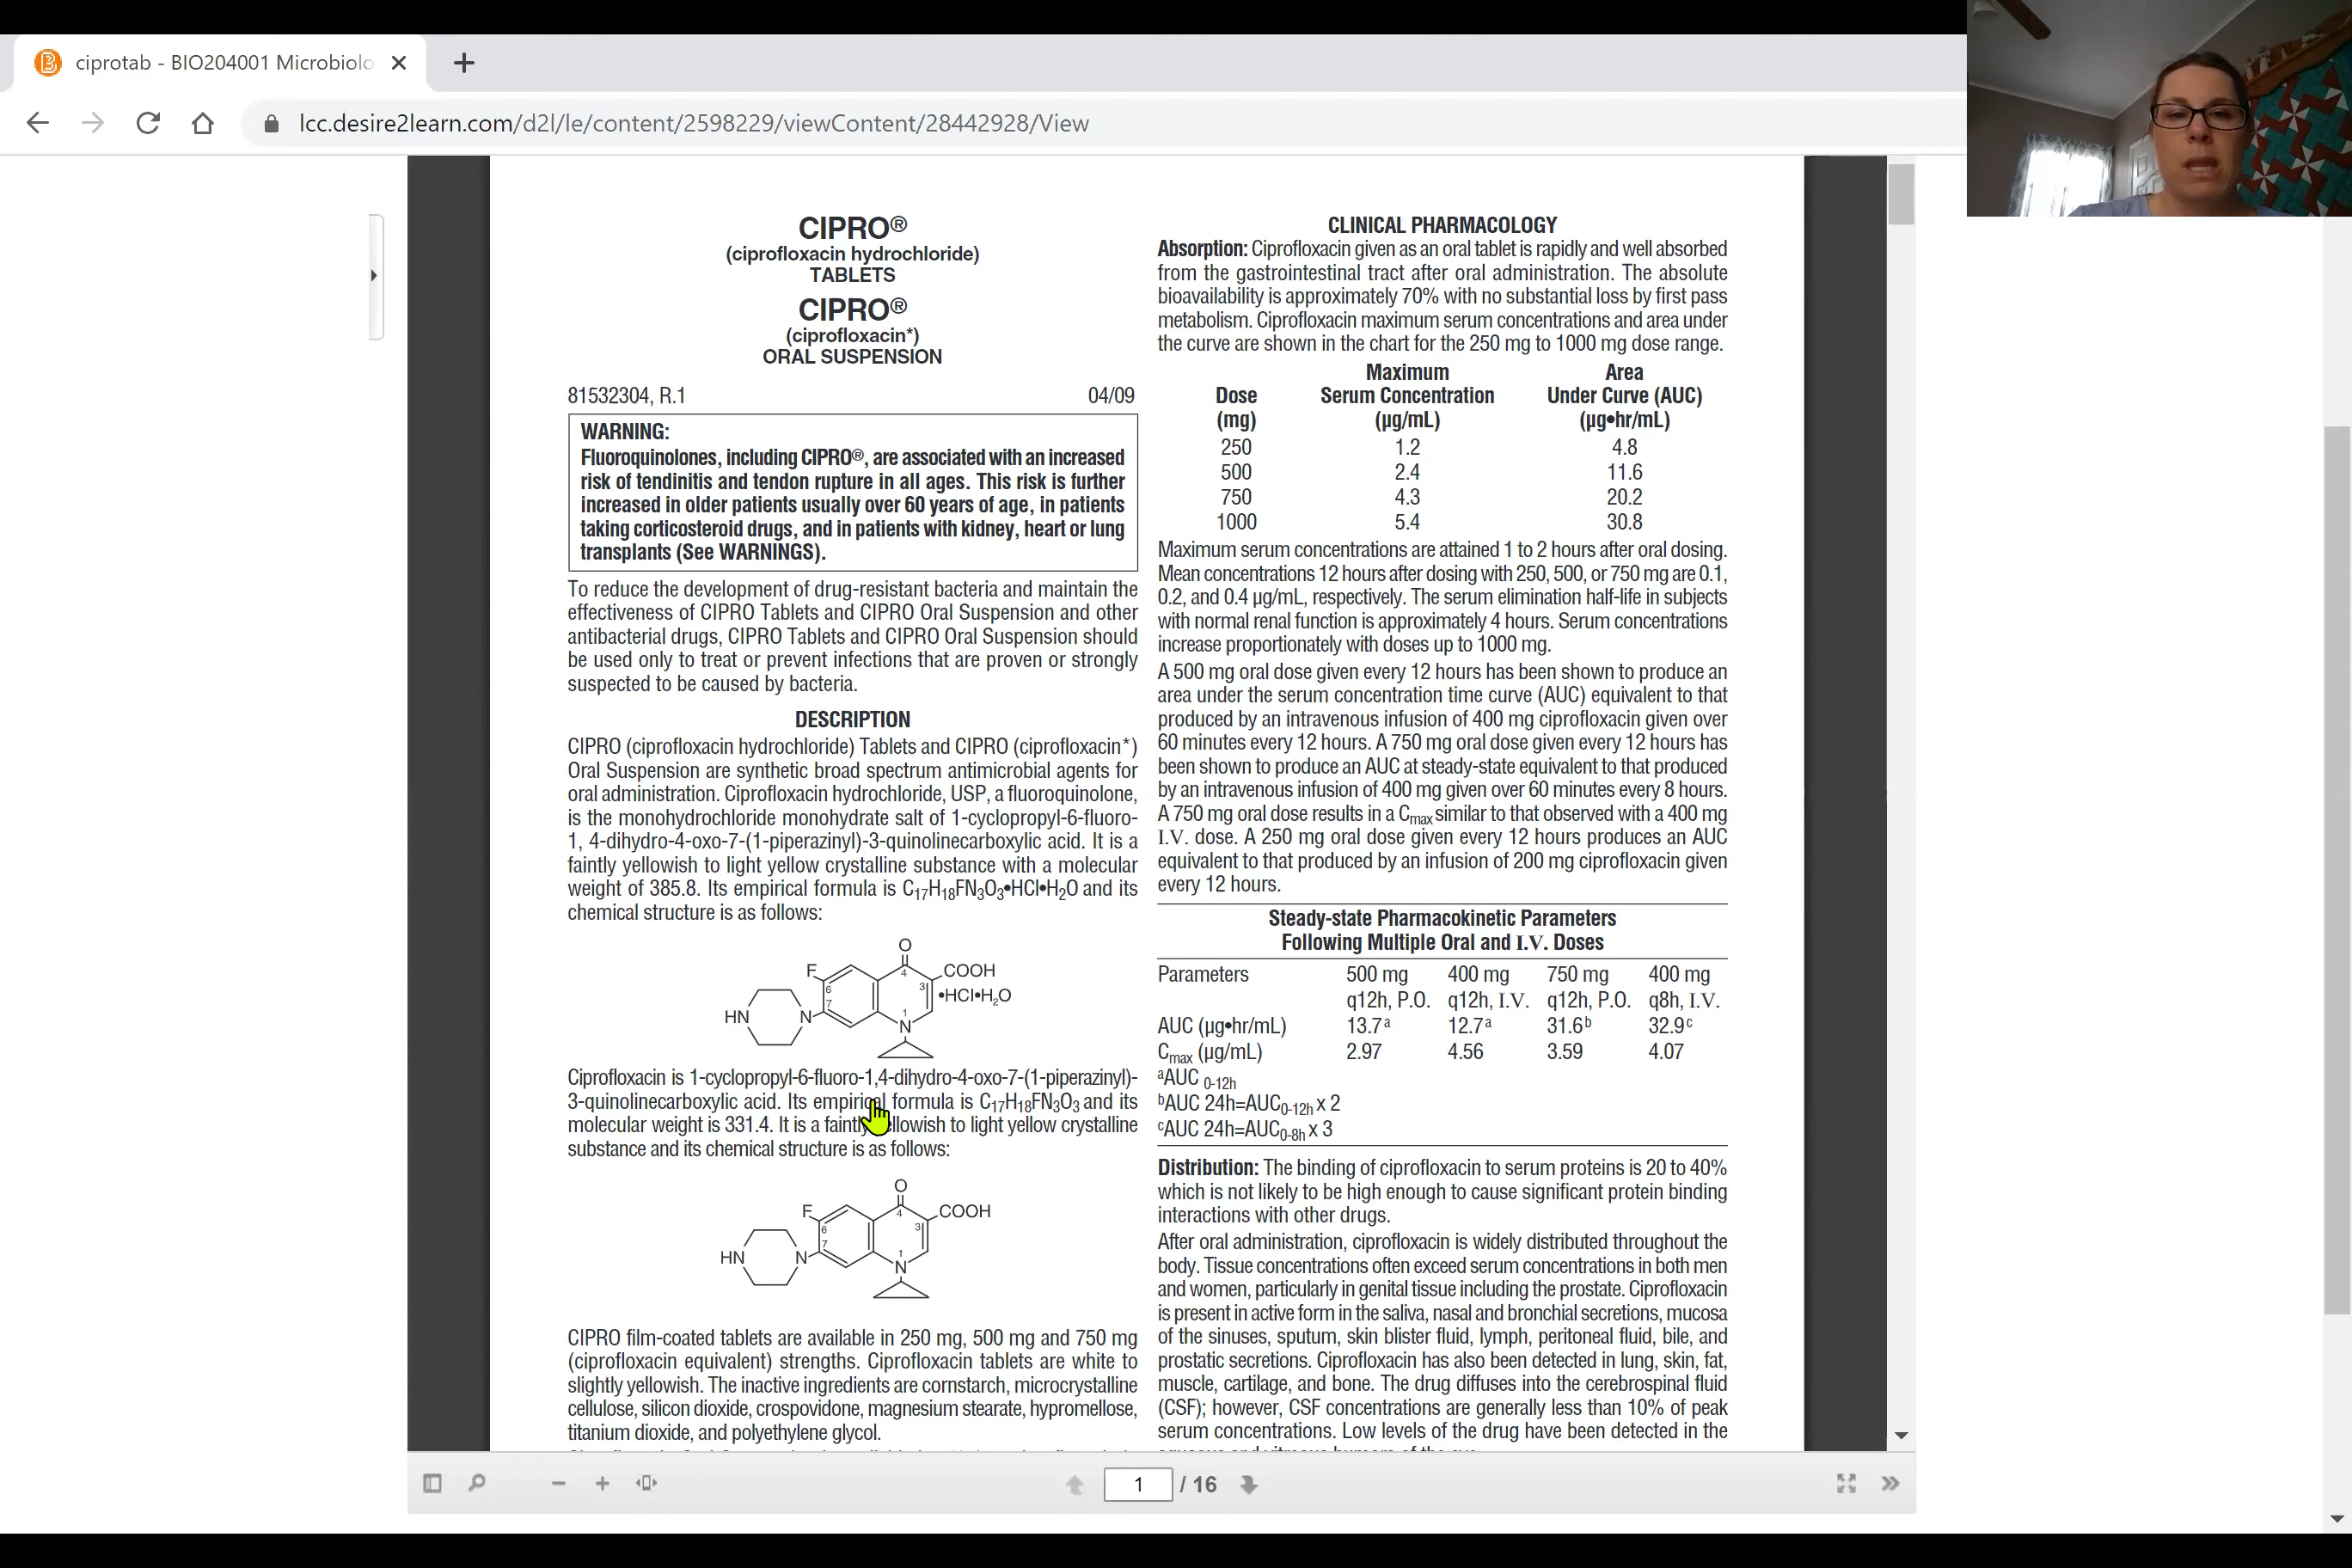 ciprotab - BIO204001 Microbiolo
lcc.desire2learn.com/d2l/le/content/2598229/viewContent/28442928/View
CIPRO®
(ciprofloxacin hydrochloride)
TABLETS
CIPRO®
(ciprofloxacin*)
ORAL SUSPENSION
81532304, R.1 04/09
WARNING:
Fluoroquinolones, including CIPRO®, are associated with an increased
risk of tendinitis and tendon rupture in all ages. This risk is further
increased in older patients usually over 60 years of age, in patients
taking corticosteroid drugs, and in patients with kidney, heart or lung
transplants (See WARNINGS).
To reduce the development of drug-resistant bacteria and maintain the
effectiveness of CIPRO Tablets and CIPRO Oral Suspension and other
antibacterial drugs, CIPRO Tablets and CIPRO Oral Suspension should
be used only to treat or prevent infections that are proven or strongly
suspected to be caused by bacteria.
DESCRIPTION
CIPRO (ciprofloxacin hydrochloride) Tablets and CIPRO (ciprofloxacin*)
Oral Suspension are synthetic broad spectrum antimicrobial agents for
oral administration. Ciprofloxacin hydrochloride, USP, a fluoroquinolone,
is the monohydrochloride monohydrate salt of 1-cyclopropyl-6-fluoro-
1, 4-dihydro-4-oxo-7-(1-piperazinyl)-3-quinolinecarboxylic acid. It is a
faintly yellowish to light yellow crystalline substance with a molecular
weight of 385.8. Its empirical formula is C17H18FN3O3•HCl•H2O and its
chemical structure is as follows:
O
F 4 COOH
6 3 •HCl•H2O
7
HN N 1
N
Ciprofloxacin is 1-cyclopropyl-6-fluoro-1,4-dihydro-4-oxo-7-(1-piperazinyl)-
3-quinolinecarboxylic acid. Its empirical formula is C17H18FN3O3 and its
molecular weight is 331.4. It is a faintly yellowish to light yellow crystalline
substance and its chemical structure is as follows:
O
F 4 COOH
6 3
7
HN N 1
N
CIPRO film-coated tablets are available in 250 mg, 500 mg and 750 mg
(ciprofloxacin equivalent) strengths. Ciprofloxacin tablets are white to
slightly yellowish. The inactive ingredients are cornstarch, microcrystalline
cellulose, silicon dioxide, crospovidone, magnesium stearate, hypromellose,
titanium dioxide, and polyethylene glycol.
CLINICAL PHARMACOLOGY
Absorption: Ciprofloxacin given as an oral tablet is rapidly and well absorbed
from the gastrointestinal tract after oral administration. The absolute
bioavailability is approximately 70% with no substantial loss by first pass
metabolism. Ciprofloxacin maximum serum concentrations and area under
the curve are shown in the chart for the 250 mg to 1000 mg dose range.
Maximum Area
Dose Serum Concentration Under Curve (AUC)
(mg) (µg/mL) (µg•hr/mL)
250 1.2 4.8
500 2.4 11.6
750 4.3 20.2
1000 5.4 30.8
Maximum serum concentrations are attained 1 to 2 hours after oral dosing.
Mean concentrations 12 hours after dosing with 250, 500, or 750 mg are 0.1,
0.2, and 0.4 µg/mL, respectively. The serum elimination half-life in subjects
with normal renal function is approximately 4 hours. Serum concentrations
increase proportionately with doses up to 1000 mg.
A 500 mg oral dose given every 12 hours has been shown to produce an
area under the serum concentration time curve (AUC) equivalent to that
produced by an intravenous infusion of 400 mg ciprofloxacin given over
60 minutes every 12 hours. A 750 mg oral dose given every 12 hours has
been shown to produce an AUC at steady-state equivalent to that produced
by an intravenous infusion of 400 mg given over 60 minutes every 8 hours.
A 750 mg oral dose results in a Cmax similar to that observed with a 400 mg
I.V. dose. A 250 mg oral dose given every 12 hours produces an AUC
equivalent to that produced by an infusion of 200 mg ciprofloxacin given
every 12 hours.
Steady-state Pharmacokinetic Parameters
Following Multiple Oral and I.V. Doses
Parameters 500 mg 400 mg 750 mg 400 mg
q12h, P.O. q12h, I.V. q12h, P.O. q8h, I.V.
AUC (µg•hr/mL) 13.7a 12.7a 31.6b 32.9c
Cmax (µg/mL) 2.97 4.56 3.59 4.07
aAUC 0-12h
bAUC 24h=AUC0-12h x 2
cAUC 24h=AUC0-8h x 3
Distribution: The binding of ciprofloxacin to serum proteins is 20 to 40%
which is not likely to be high enough to cause significant protein binding
interactions with other drugs.
After oral administration, ciprofloxacin is widely distributed throughout the
body. Tissue concentrations often exceed serum concentrations in both men
and women, particularly in genital tissue including the prostate. Ciprofloxacin
is present in active form in the saliva, nasal and bronchial secretions, mucosa
of the sinuses, sputum, skin blister fluid, lymph, peritoneal fluid, bile, and
prostatic secretions. Ciprofloxacin has also been detected in lung, skin, fat,
muscle, cartilage, and bone. The drug diffuses into the cerebrospinal fluid
(CSF); however, CSF concentrations are generally less than 10% of peak
serum concentrations. Low levels of the drug have been detected in the
1 / 16